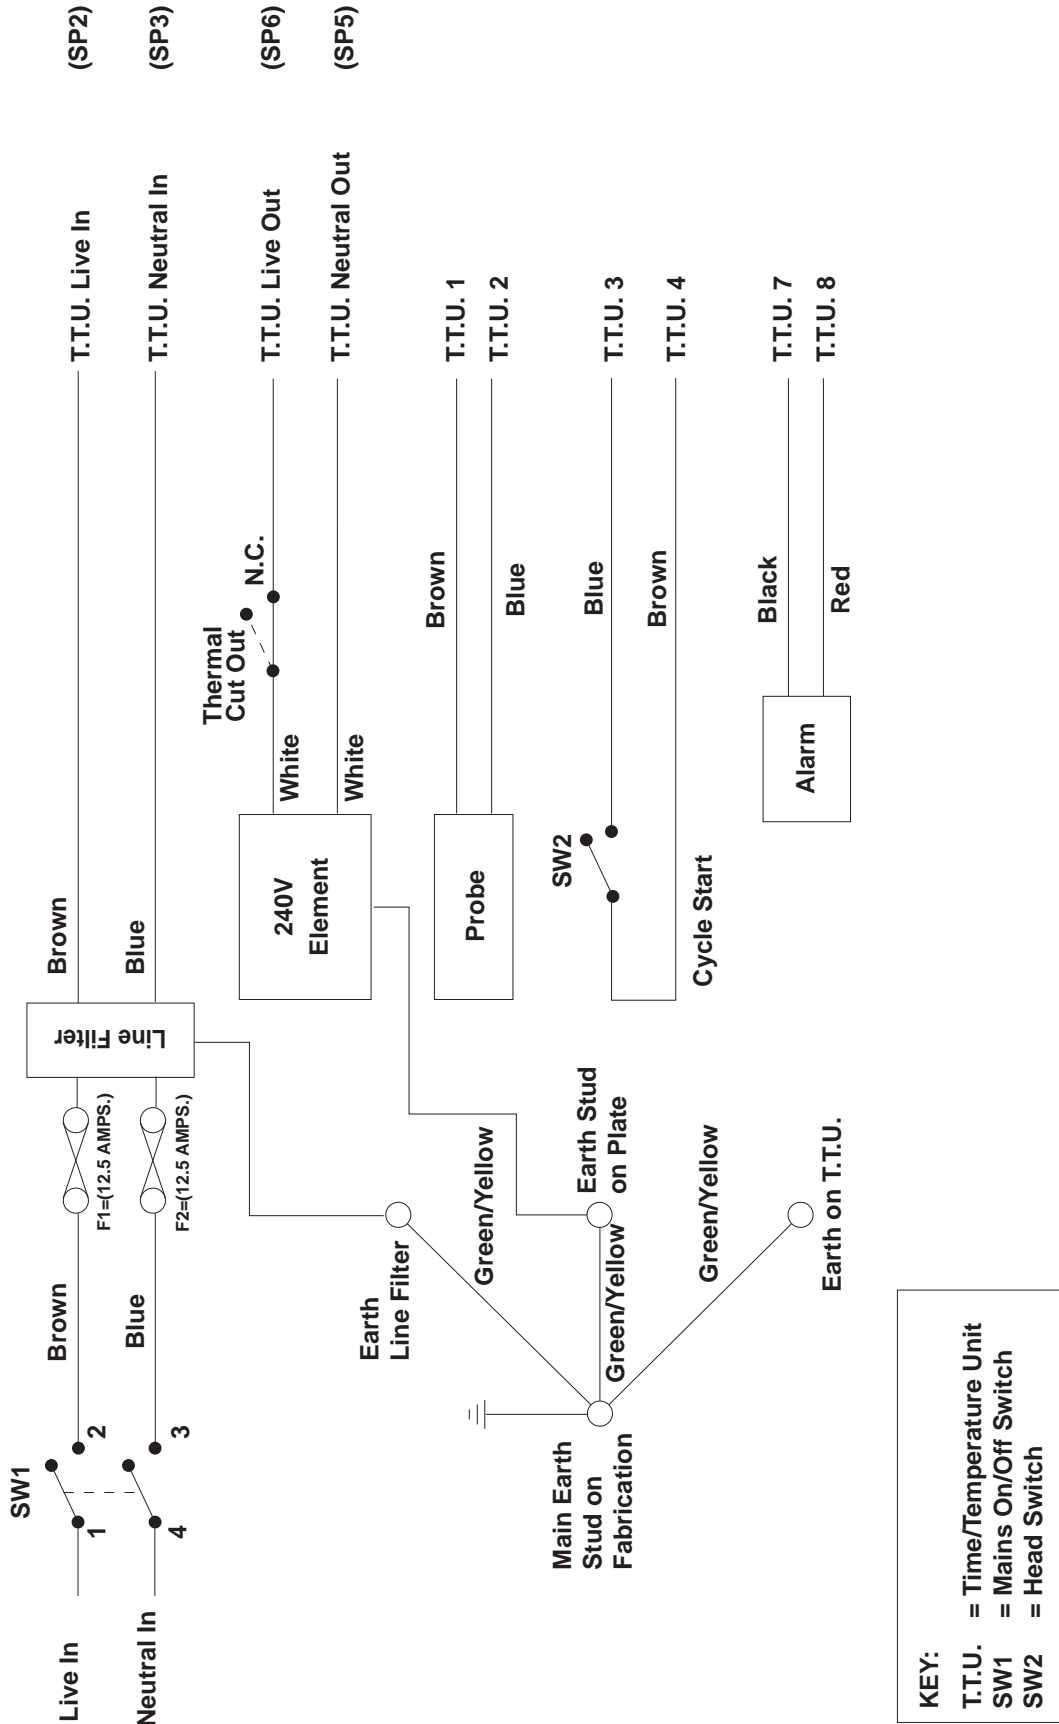 SW1
Live In
1
2
Brown
F1=(12.5 AMPS.)
Line Filter
Brown
T.T.U. Live In
(SP2)
Neutral In
4
3
Blue
F2=(12.5 AMPS.)
Blue
T.T.U. Neutral In
(SP3)
Thermal
Cut Out
N.C.
240V
Element
White
T.T.U. Live Out
(SP6)
White
T.T.U. Neutral Out
(SP5)
Earth
Line Filter
Probe
Brown
T.T.U. 1
Blue
T.T.U. 2
Green/Yellow
Main Earth
Stud on
Fabrication
Green/Yellow
Earth Stud
on Plate
SW2
Blue
T.T.U. 3
Brown
T.T.U. 4
Cycle Start
Green/Yellow
Earth on T.T.U.
Alarm
Black
T.T.U. 7
Red
T.T.U. 8
KEY:
T.T.U. = Time/Temperature Unit
SW1 = Mains On/Off Switch
SW2 = Head Switch